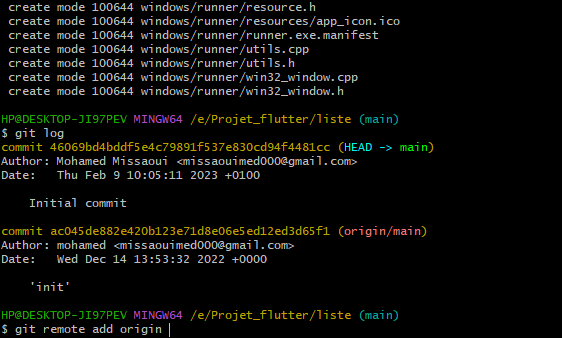 create mode 100644 windows/runner/resource.h
create mode 100644 windows/runner/resources/app_icon.ico
create mode 100644 windows/runner/runner.exe.manifest
create mode 100644 windows/runner/utils.cpp
create mode 100644 windows/runner/utils.h
create mode 100644 windows/runner/win32_window.cpp
create mode 100644 windows/runner/win32_window.h
HP@DESKTOP-JI97PEV MINGW64 /e/Projet_flutter/liste (main)
$ git log
commit 46069bd4bddf5e4c79891f537e830cd94f4481cc (HEAD -> main)
Author: Mohamed Missaoui <missaouimed000@gmail.com>
Date:   Thu Feb 9 10:05:11 2023 +0100
Initial commit
commit ac045de882e420b123e71d8e06e5ed12ed3d65f1 (origin/main)
Author: mohamed <missaouimed000@gmail.com>
Date:   Wed Dec 14 13:53:32 2022 +0000
'init'
HP@DESKTOP-JI97PEV MINGW64 /e/Projet_flutter/liste (main)
$ git remote add origin